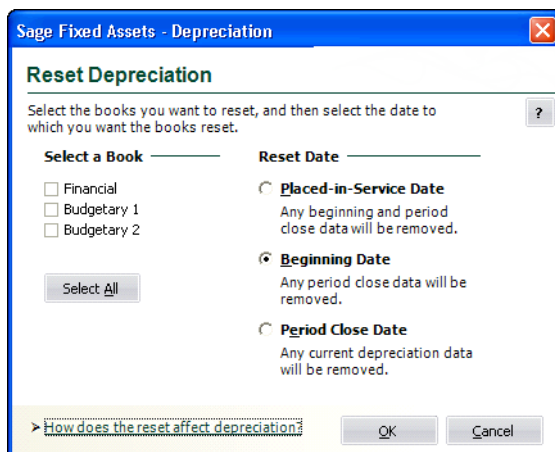 Sage Fixed Assets - Depreciation
Reset Depreciation
Select the books you want to reset, and then select the date to
which you want the books reset.
?
Select a Book
Financial
Budgetary 1
Budgetary 2
Select All
Reset Date
Placed-in-Service Date
Any beginning and period
close data will be removed.
Beginning Date
Any period close data will be
removed.
Period Close Date
Any current depreciation data
will be removed.
How does the reset affect depreciation?
OK
Cancel